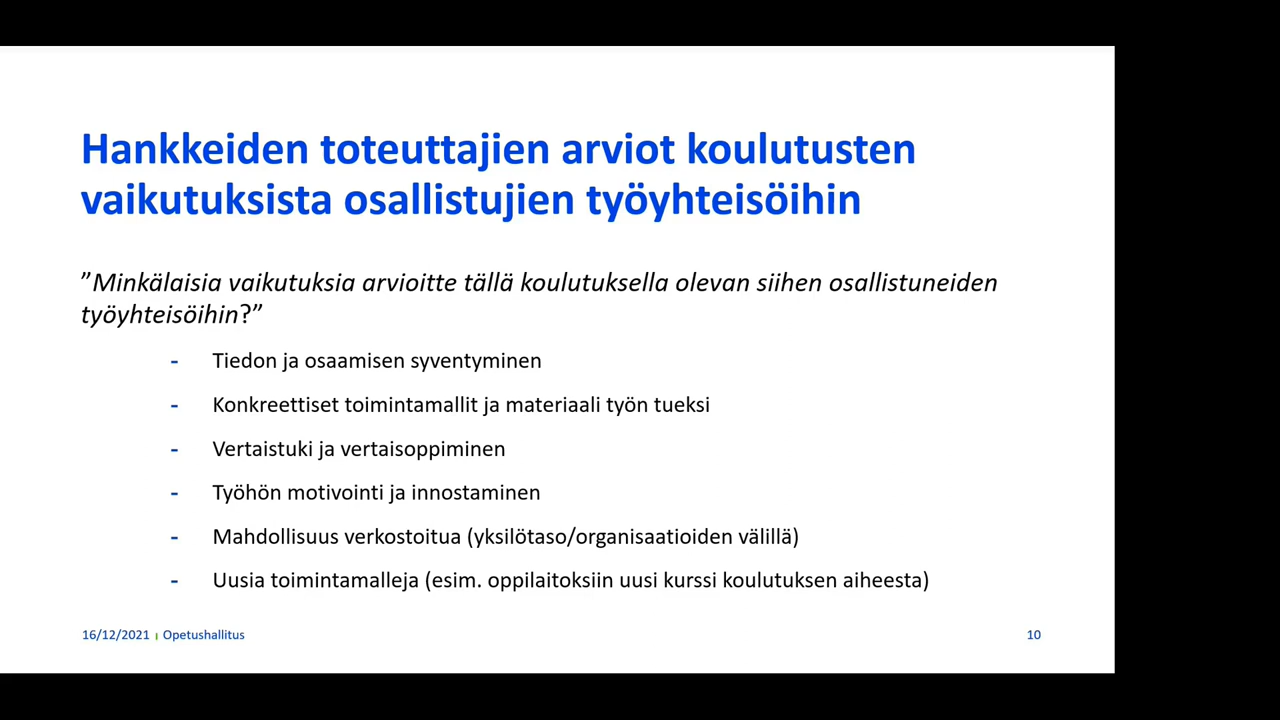 Hankkeiden toteuttajien arviot koulutusten
vaikutuksista osallistujien työyhteisöihin
”Minkälaisia vaikutuksia arvioitte tällä koulutuksella olevan siihen osallistuneiden
työyhteisöihin?”
- Tiedon ja osaamisen syventyminen
- Konkreettiset toimintamallit ja materiaali työn tueksi
- Vertaistuki ja vertaisoppiminen
- Työhön motivointi ja innostaminen
- Mahdollisuus verkostoitua (yksilötaso/organisaatioiden välillä)
- Uusia toimintamalleja (esim. oppilaitoksiin uusi kurssi koulutuksen aiheesta)
16/12/2021 | Opetushallitus 10